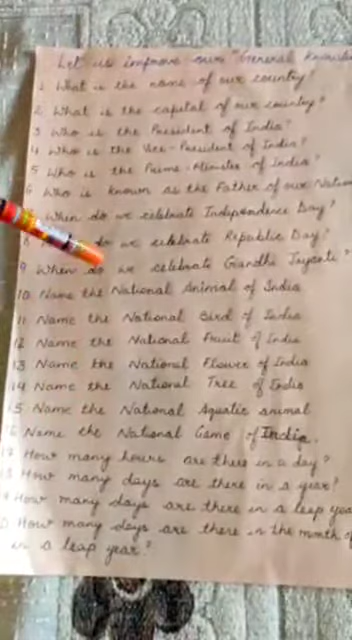 Let us improve our "General Knowled
1 What is the name of our country?
2 What is the capital of our country?
3 Who is the President of India?
4 Who is the Vice-President of India?
5 Who is the Prime-Minister of India?
6 Who is known as the Father of our Nation
When do we celebrate Independence Day?
8 do we celebrate Republic Day?
9 When do we celebrate Gandhi Jayanti?
10 Name the National Animal of India
11 Name the National Bird of India
12 Name the National Fruit of India
13 Name the National Flower of India
14 Name the National Tree of India
15 Name the National Aquatic animal
16 Name the National Game of India.
17 How many hours are there in a day?
18 How many days are there in a year?
19 How many days are there in a leap yea
0 How many days are there in the month of
in a leap year?